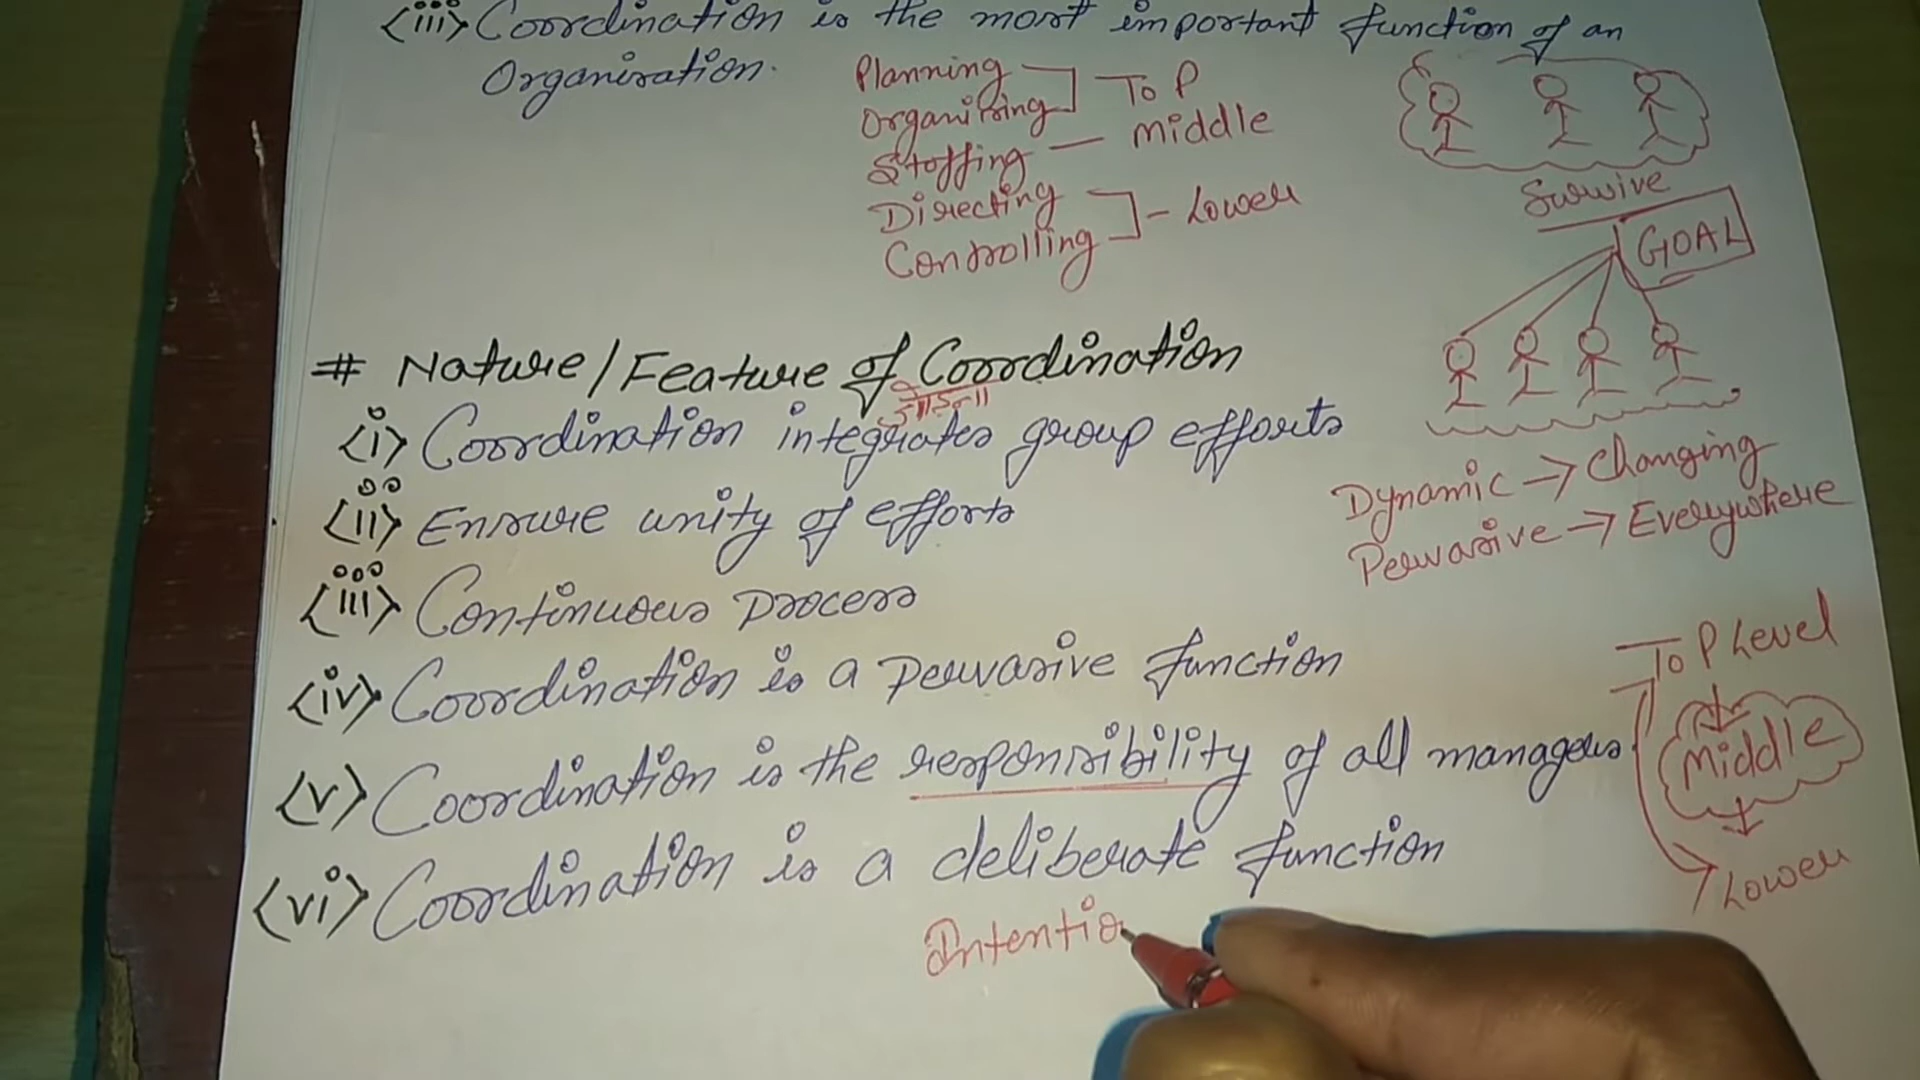 (iii) Coordination is the most important function of an
Organisation.
Planning
Organising
To P
Staffing — Middle
Directing
Controlling
- Lower
Survive
GOAL
# Nature/Feature of Coordination
जोड़ना
(i) Coordination integrates group efforts
(ii) Ensure unity of efforts
(iii) Continuous process
(iv) Coordination is a Pervasive function
(v) Coordination is the responsibility of all managers
(vi) Coordination is a deliberate function
Intentio
Dynamic → Changing
Pervasive → Everywhere
To P Level
Middle
Lower